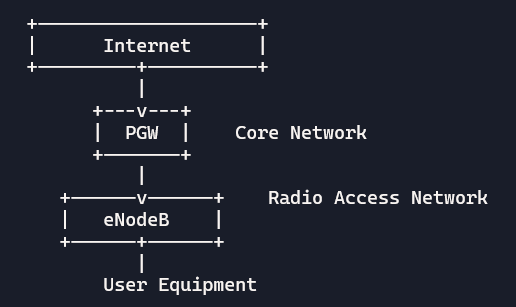 Internet
v
PGW Core Network
v Radio Access Network
eNodeB
User Equipment